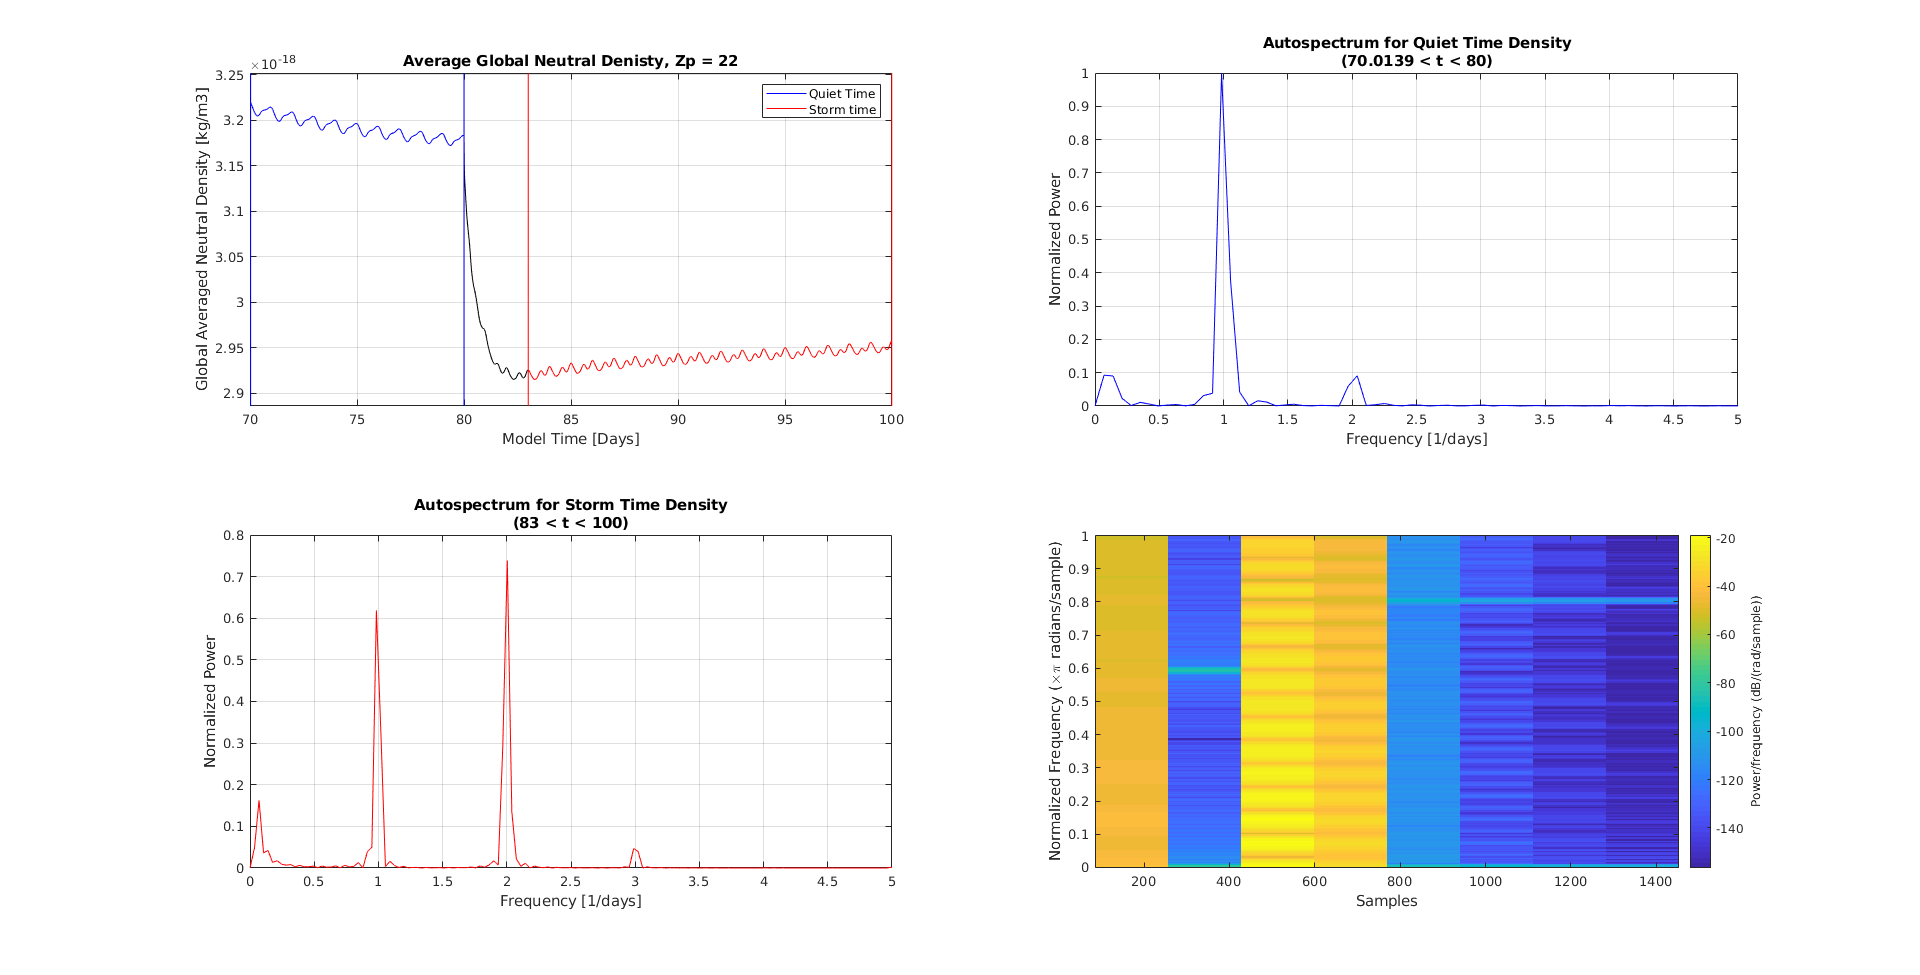 Average Global Neutral Denisty, Zp = 22
×10-18
3.25
3.2
3.15
3.1
3.05
3
2.95
2.9
Global Averaged Neutral Density [kg/m3]
Quiet Time
Storm time
70 75 80 85 90 95 100
Model Time [Days]
Autospectrum for Quiet Time Density
(70.0139 < t < 80)
1
0.9
0.8
0.7
0.6
0.5
0.4
0.3
0.2
0.1
0
Normalized Power
0 0.5 1 1.5 2 2.5 3 3.5 4 4.5 5
Frequency [1/days]
Autospectrum for Storm Time Density
(83 < t < 100)
0.8
0.7
0.6
0.5
0.4
0.3
0.2
0.1
0
Normalized Power
0 0.5 1 1.5 2 2.5 3 3.5 4 4.5 5
Frequency [1/days]
1
0.9
0.8
0.7
0.6
0.5
0.4
0.3
0.2
0.1
0
Normalized Frequency (×π radians/sample)
200 400 600 800 1000 1200 1400
Samples
-20
-40
-60
-80
-100
-120
-140
Power/frequency (dB/(rad/sample))